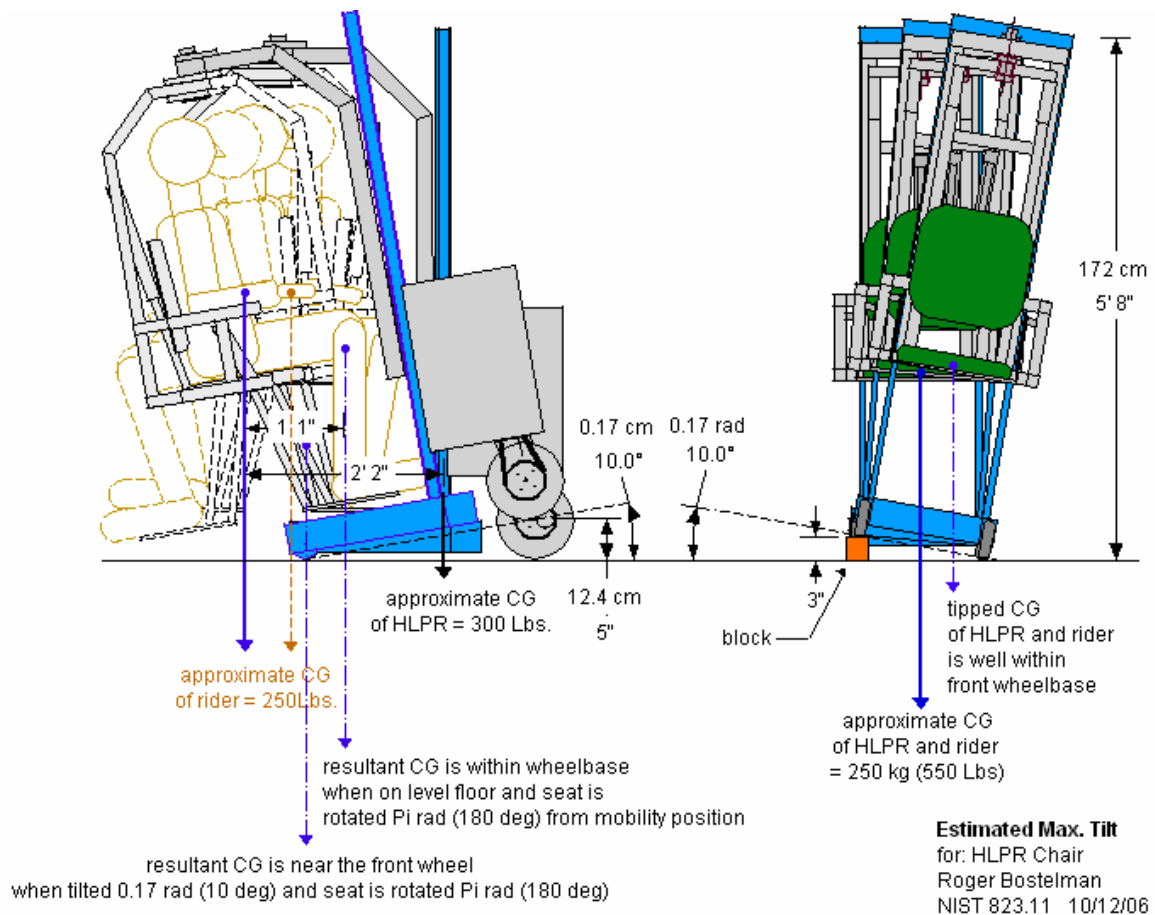 172 cm
5' 8"
0.17 cm
10.0°
0.17 rad
10.0°
1"
2' 2"
approximate CG
of HLPR = 300 Lbs.
12.4 cm
5"
3"
block
tipped CG
of HLPR and rider
is well within
front wheelbase
approximate CG
of rider = 250Lbs.
approximate CG
of HLPR and rider
= 250 kg (550 Lbs)
resultant CG is within wheelbase
when on level floor and seat is
rotated Pi rad (180 deg) from mobility position
resultant CG is near the front wheel
when tilted 0.17 rad (10 deg) and seat is rotated Pi rad (180 deg)
Estimated Max. Tilt
for: HLPR Chair
Roger Bostelman
NIST 823.11 10/12/06